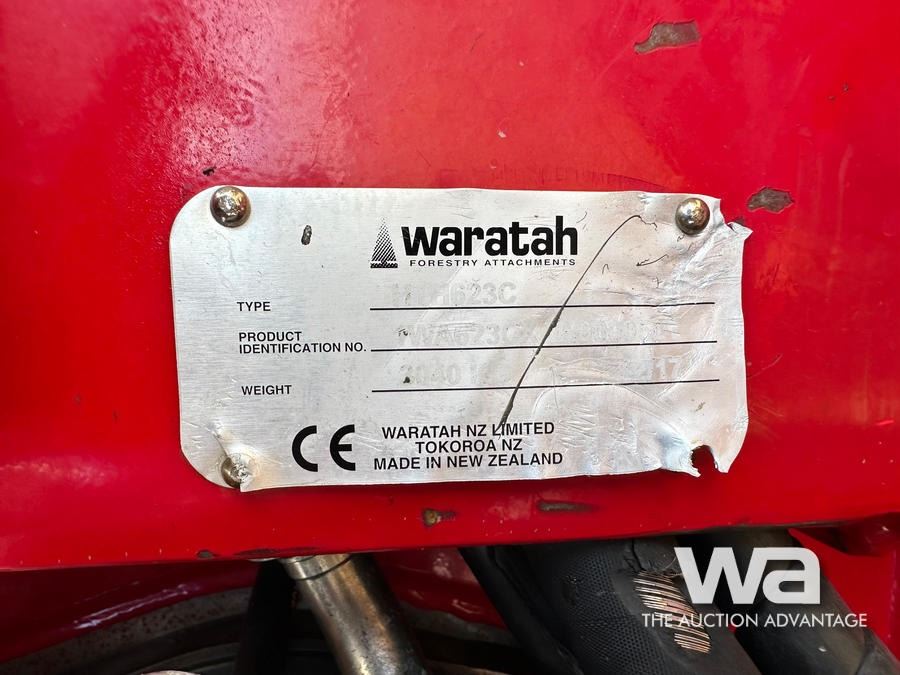 waratah
FORESTRY ATTACHMENTS
TYPE
PRODUCT
IDENTIFICATION NO.
WEIGHT
CE
WARATAH NZ LIMITED
TOKOROA NZ
MADE IN NEW ZEALAND
wa
THE AUCTION ADVANTAGE